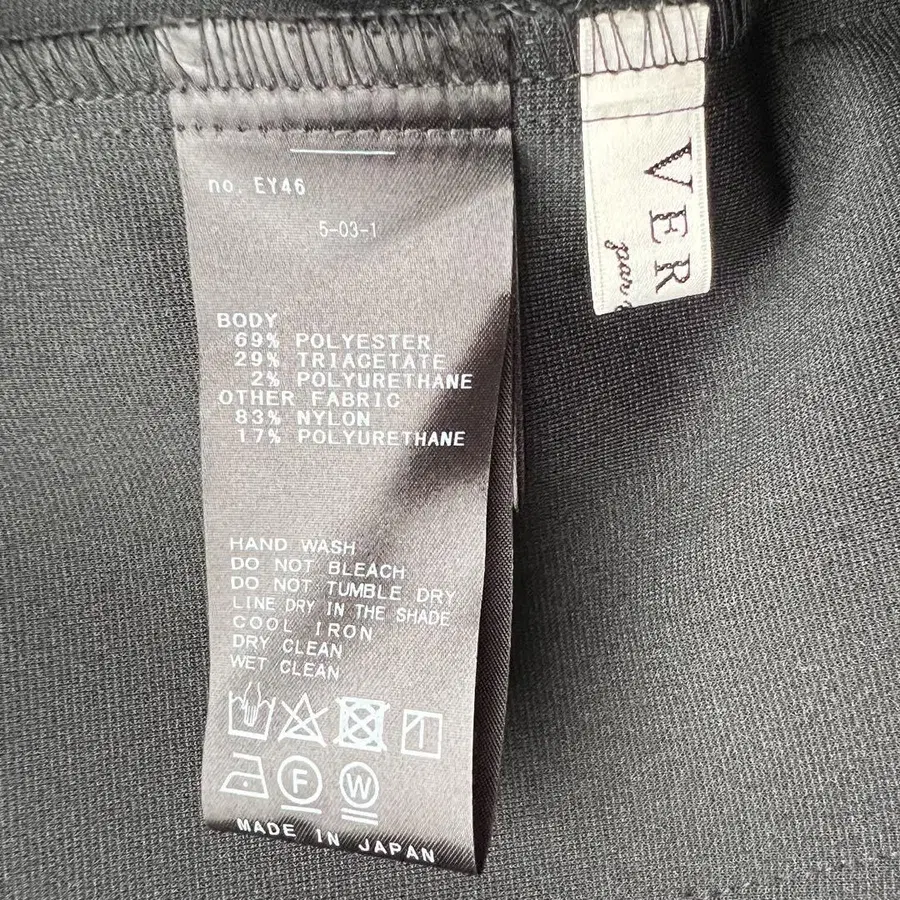 no. EY46
5-03-1
BODY
69% POLYESTER
29% TRIACETATE
2% POLYURETHANE
OTHER FABRIC
83% NYLON
17% POLYURETHANE
HAND WASH
DO NOT BLEACH
DO NOT TUMBLE DRY
LINE DRY IN THE SHADE
COOL IRON
DRY CLEAN
WET CLEAN
F W
MADE IN JAPAN
VER
par